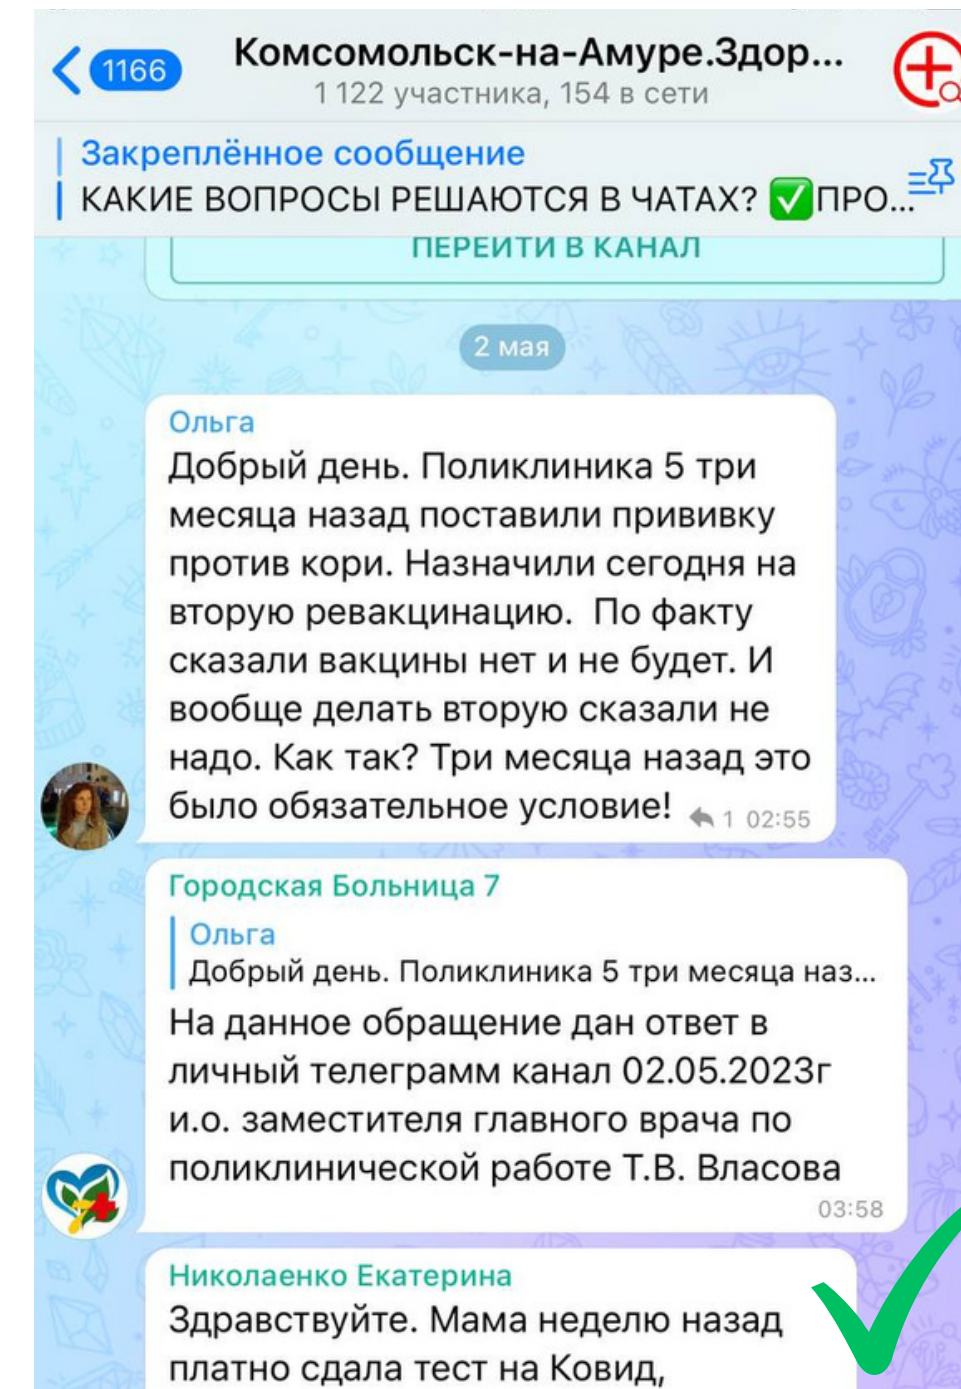 1166
Комсомольск-на-Амуре.Здор...
1 122 участника, 154 в сети
Закреплённое сообщение
КАКИЕ ВОПРОСЫ РЕШАЮТСЯ В ЧАТАХ? ✅ПРО...
ПЕРЕЙТИ В КАНАЛ
2 мая
Ольга
Добрый день. Поликлиника 5 три
месяца назад поставили прививку
против кори. Назначили сегодня на
вторую ревакцинацию. По факту
сказали вакцины нет и не будет. И
вообще делать вторую сказали не
надо. Как так? Три месяца назад это
было обязательное условие!
1 02:55
Городская Больница 7
Ольга
Добрый день. Поликлиника 5 три месяца наз...
На данное обращение дан ответ в
личный телеграмм канал 02.05.2023г
и.о. заместителя главного врача по
поликлинической работе Т.В. Власова
03:58
Николаенко Екатерина
Здравствуйте. Мама неделю назад
платно сдала тест на Ковид,